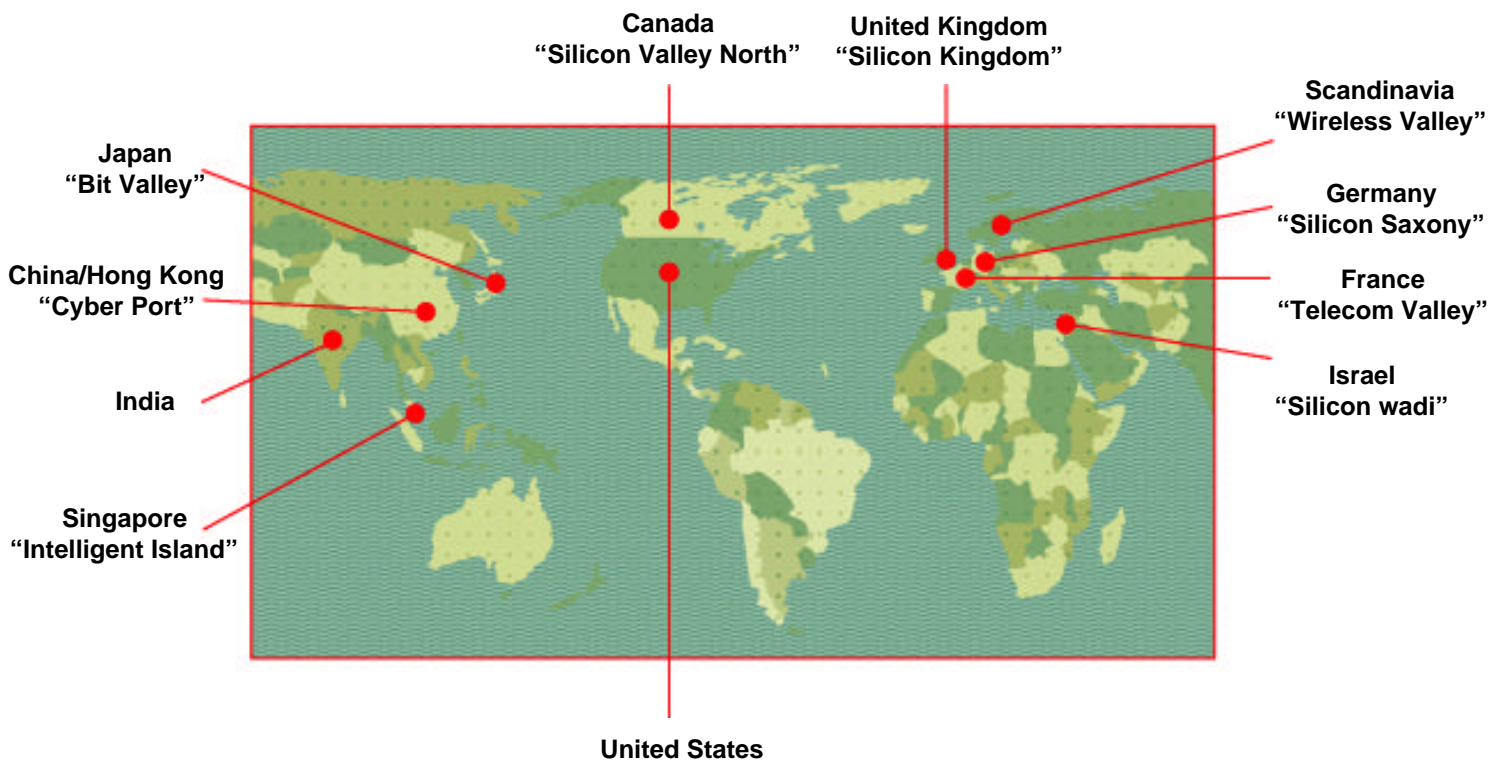 Canada
“Silicon Valley North”
United Kingdom
“Silicon Kingdom”
Scandinavia
“Wireless Valley”
Japan
“Bit Valley”
Germany
“Silicon Saxony”
China/Hong Kong
“Cyber Port”
France
“Telecom Valley”
India
Israel
“Silicon wadi”
Singapore
“Intelligent Island”
United States